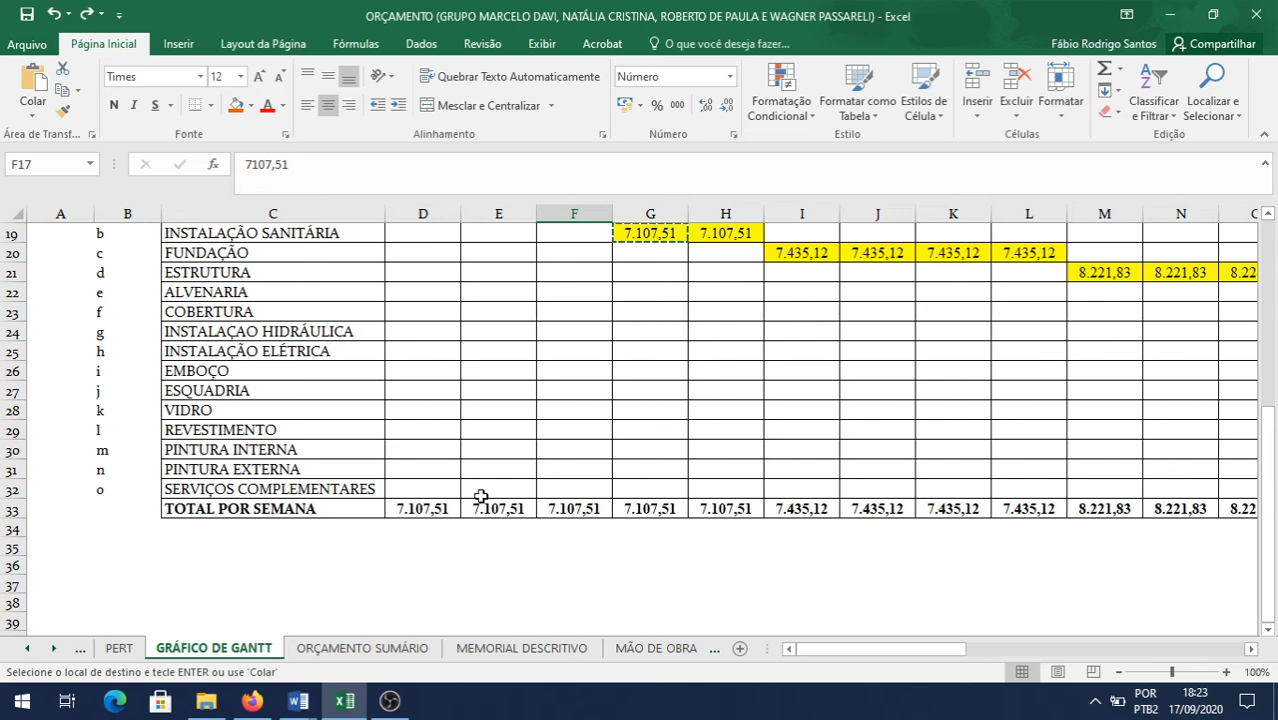 ORÇAMENTO (GRUPO MARCELO DAVI, NATÁLIA CRISTINA, ROBERTO DE PAULA E WAGNER PASSARELI) - Excel
Arquivo Página Inicial Inserir Layout da Página Fórmulas Dados Revisão Exibir Acrobat O que você deseja fazer... Fábio Rodrigo Santos Compartilhar
Times 12 Quebrar Texto Automaticamente Número
Colar N I S Mesclar e Centralizar % 000 Formatação Condicional Formatar como Tabela Estilos de Célula Inserir Excluir Formatar Classificar e Filtrar Localizar e Selecionar
Área de Transf... Fonte Alinhamento Número Estilo Células Edição
F17 fx 7107,51
A B C D E F G H I J K L M N
19 b INSTALAÇÃO SANITÁRIA 7.107,51 7.107,51
20 c FUNDAÇÃO 7.435,12 7.435,12 7.435,12 7.435,12
21 d ESTRUTURA 8.221,83 8.221,83 8.22
22 e ALVENARIA
23 f COBERTURA
24 g INSTALAÇAO HIDRÁULICA
25 h INSTALAÇÃO ELÉTRICA
26 i EMBOÇO
27 j ESQUADRIA
28 k VIDRO
29 l REVESTIMENTO
30 m PINTURA INTERNA
31 n PINTURA EXTERNA
32 o SERVIÇOS COMPLEMENTARES
33 TOTAL POR SEMANA 7.107,51 7.107,51 7.107,51 7.107,51 7.107,51 7.435,12 7.435,12 7.435,12 7.435,12 8.221,83 8.221,83 8.22
34
35
36
37
38
39
... PERT GRÁFICO DE GANTT ORÇAMENTO SUMÁRIO MEMORIAL DESCRITIVO MÃO DE OBRA ...
Selecione o local de destino e tecle ENTER ou use 'Colar' 100%
POR 18:23
PTB2 17/09/2020